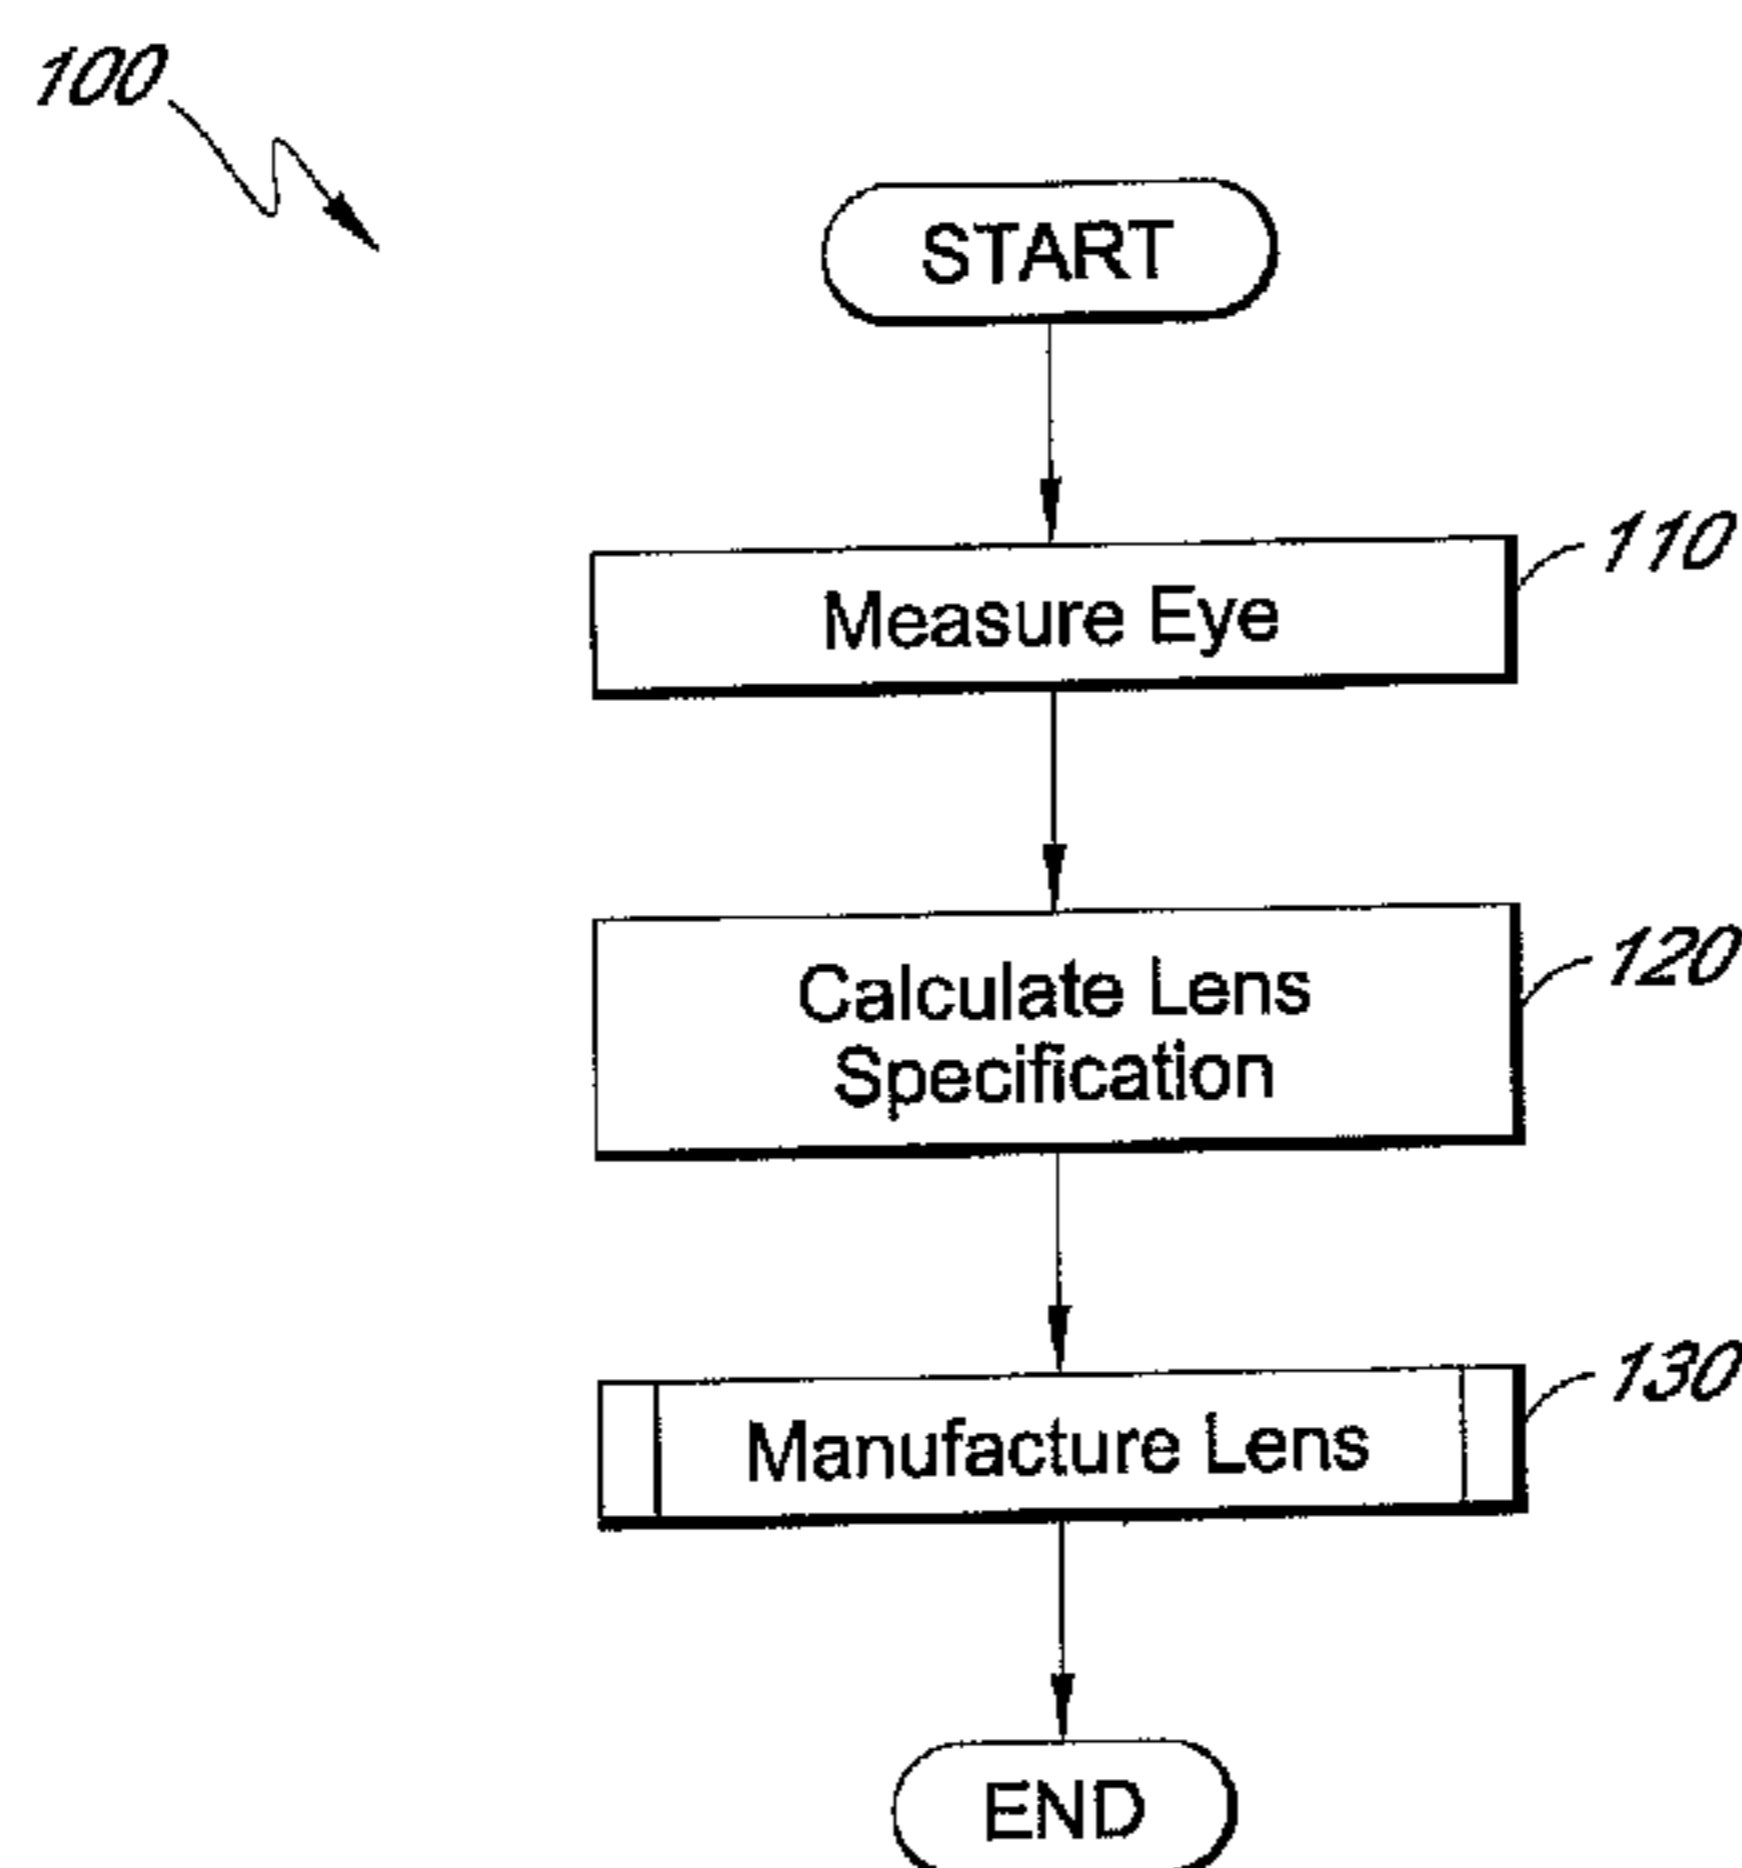 100
START
110
Measure Eye
120
Calculate Lens
Specification
130
Manufacture Lens
END